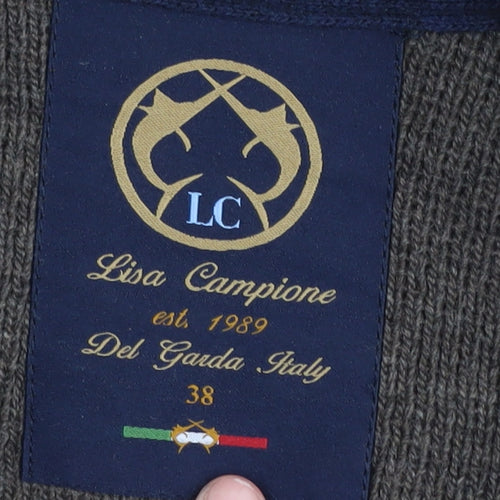 LC
Lisa Campione
est. 1989
Del Garda Italy
38